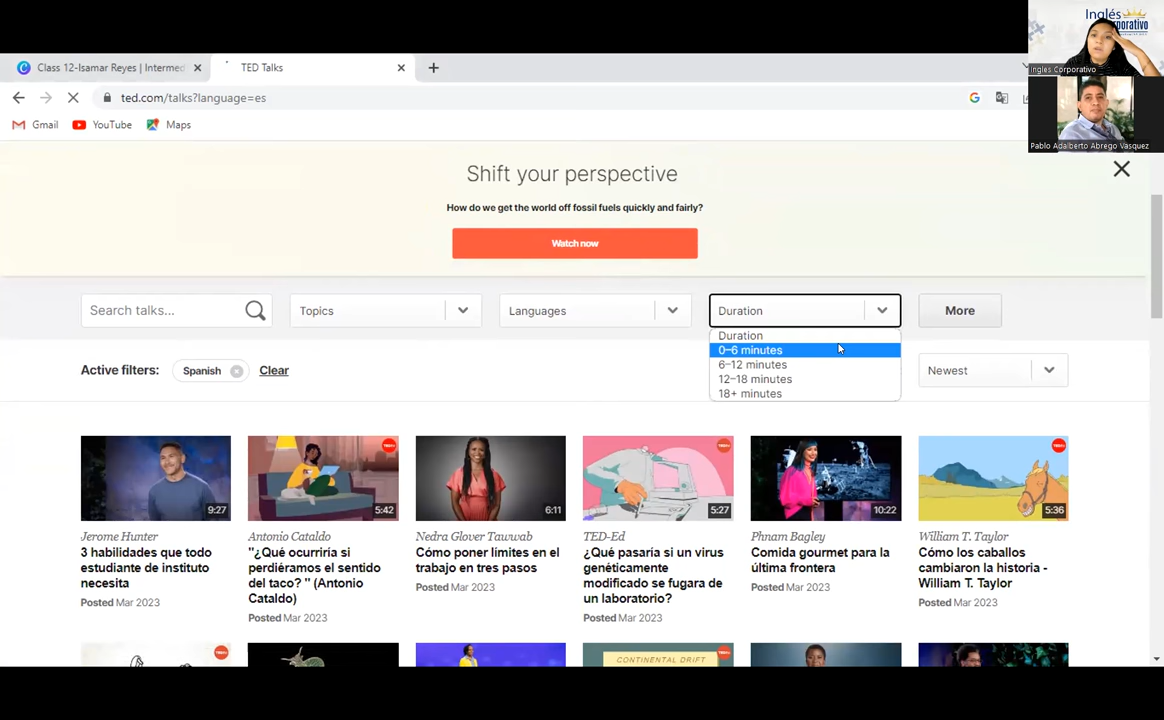 Inglés
Corporativo
Inglés Corporativo
Pablo Adalberto Abrego Vasquez
Class 12-Isamar Reyes | Intermed
TED Talks
ted.com/talks?language=es
Gmail
YouTube
Maps
Shift your perspective
How do we get the world off fossil fuels quickly and fairly?
Watch now
Search talks...
Topics
Languages
Duration
More
Duration
0–6 minutes
6–12 minutes
12–18 minutes
18+ minutes
Active filters:
Spanish
Clear
Newest
9:27
Jerome Hunter
3 habilidades que todo
estudiante de instituto
necesita
Posted Mar 2023
5:42
Antonio Cataldo
"¿Qué ocurriría si
perdiéramos el sentido
del taco? " (Antonio
Cataldo)
Posted Mar 2023
6:11
Nedra Glover Tawwab
Cómo poner límites en el
trabajo en tres pasos
Posted Mar 2023
5:27
TED-Ed
¿Qué pasaría si un virus
genéticamente
modificado se fugara de
un laboratorio?
Posted Mar 2023
10:22
Phnam Bagley
Comida gourmet para la
última frontera
Posted Mar 2023
5:36
William T. Taylor
Cómo los caballos
cambiaron la historia -
William T. Taylor
Posted Mar 2023
CONTINENTAL DRIFT